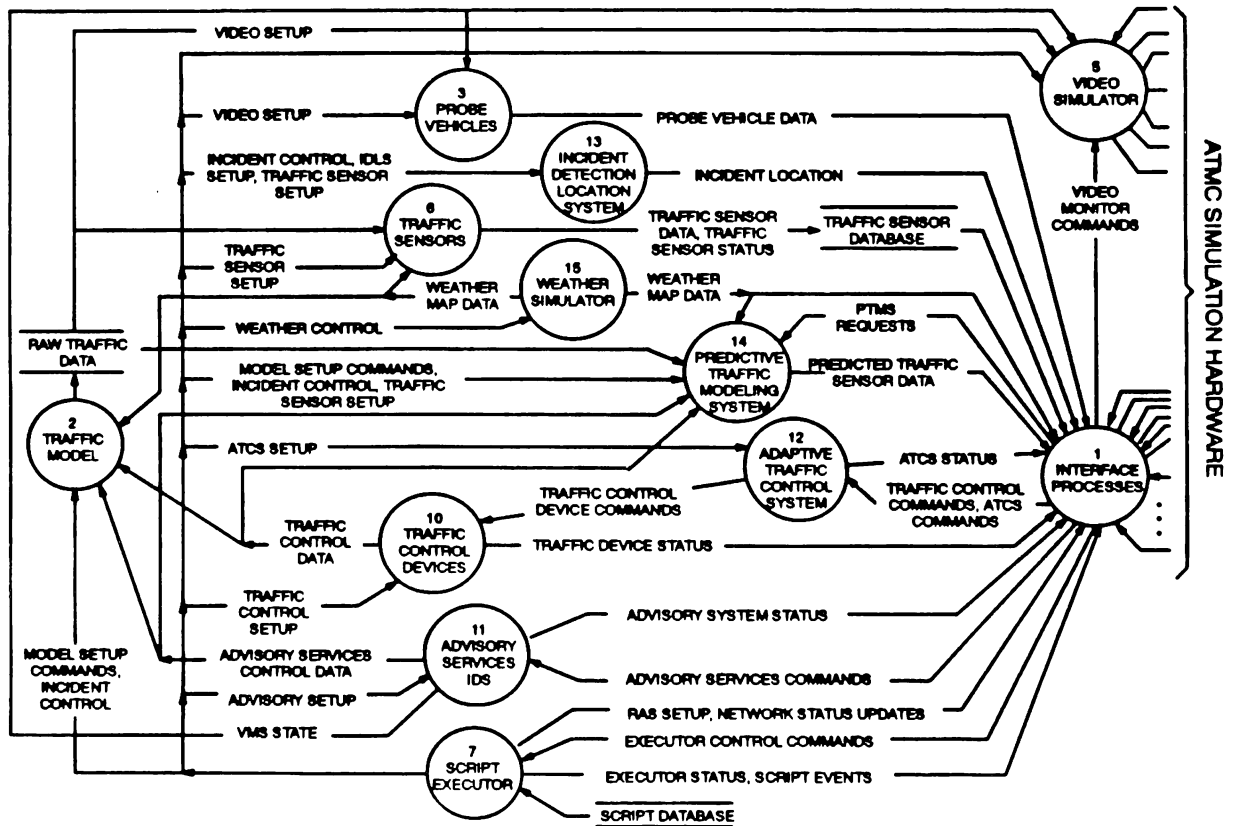 VIDEO SETUP
5
VIDEO
SIMULATOR
3
PROBE
VEHICLES
VIDEO SETUP
PROBE VEHICLE DATA
13
INCIDENT
DETECTION
LOCATION
SYSTEM
INCIDENT CONTROL, IDLS
SETUP, TRAFFIC SENSOR
SETUP
INCIDENT LOCATION
VIDEO
MONITOR
COMMANDS
ATMC SIMULATION HARDWARE
6
TRAFFIC
SENSORS
TRAFFIC SENSOR
DATA, TRAFFIC
SENSOR STATUS
TRAFFIC SENSOR
DATABASE
TRAFFIC
SENSOR
SETUP
15
WEATHER
SIMULATOR
WEATHER
MAP DATA
WEATHER
MAP DATA
WEATHER CONTROL
PTMS
REQUESTS
RAW TRAFFIC
DATA
14
PREDICTIVE
TRAFFIC
MODELING
SYSTEM
MODEL SETUP COMMANDS,
INCIDENT CONTROL, TRAFFIC
SENSOR SETUP
PREDICTED TRAFFIC
SENSOR DATA
2
TRAFFIC
MODEL
ATCS SETUP
12
ADAPTIVE
TRAFFIC
CONTROL
SYSTEM
ATCS STATUS
1
INTERFACE
PROCESSES
TRAFFIC CONTROL
COMMANDS, ATCS
COMMANDS
TRAFFIC CONTROL
DEVICE COMMANDS
TRAFFIC
CONTROL
DATA
10
TRAFFIC
CONTROL
DEVICES
TRAFFIC DEVICE STATUS
TRAFFIC
CONTROL
SETUP
ADVISORY SYSTEM STATUS
11
ADVISORY
SERVICES
IDS
MODEL SETUP
COMMANDS,
INCIDENT
CONTROL
ADVISORY SERVICES
CONTROL DATA
ADVISORY SERVICES COMMANDS
ADVISORY SETUP
RAS SETUP, NETWORK STATUS UPDATES
VMS STATE
EXECUTOR CONTROL COMMANDS
7
SCRIPT
EXECUTOR
EXECUTOR STATUS, SCRIPT EVENTS
SCRIPT DATABASE